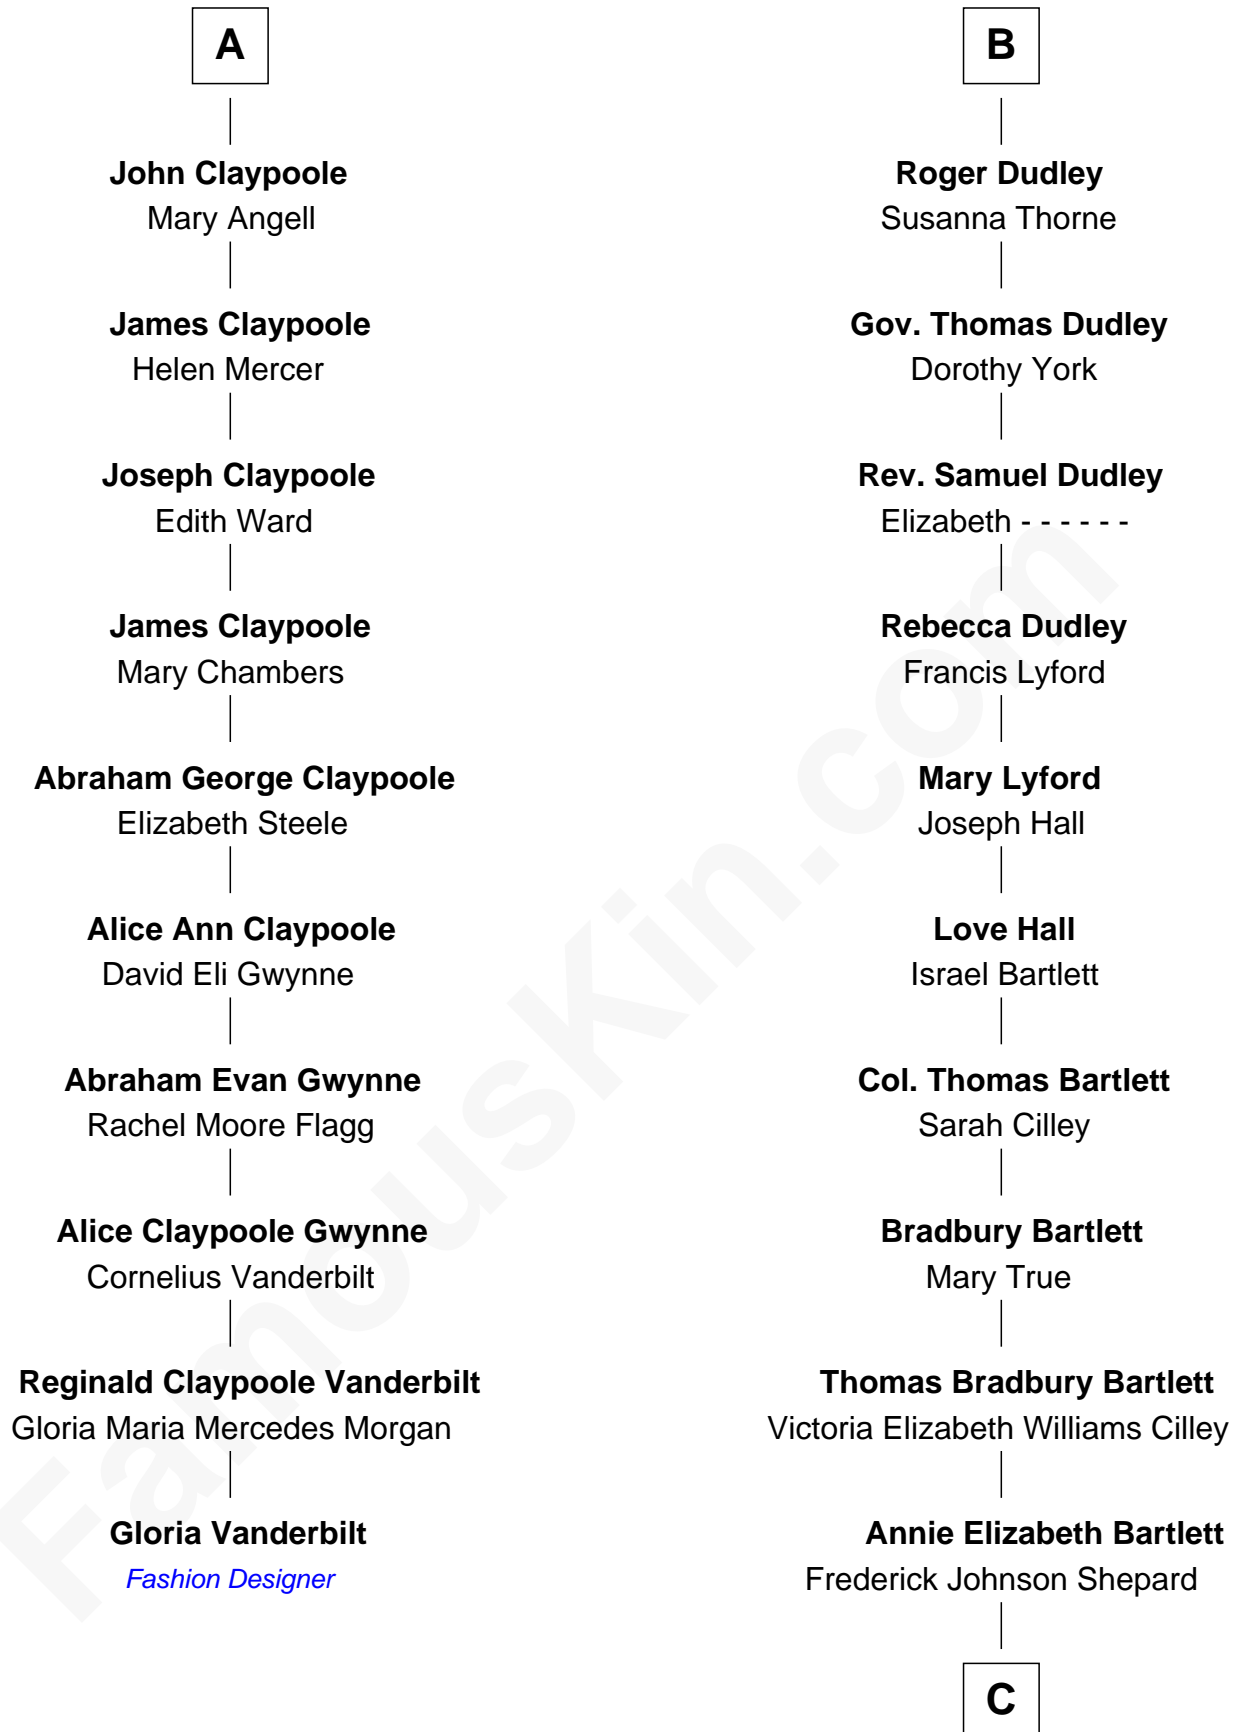 A
John Claypoole
Mary Angell
James Claypoole
Helen Mercer
Joseph Claypoole
Edith Ward
James Claypoole
Mary Chambers
Abraham George Claypoole
Elizabeth Steele
Alice Ann Claypoole
David Eli Gwynne
Abraham Evan Gwynne
Rachel Moore Flagg
Alice Claypoole Gwynne
Cornelius Vanderbilt
Reginald Claypoole Vanderbilt
Gloria Maria Mercedes Morgan
Gloria Vanderbilt
Fashion Designer
B
Roger Dudley
Susanna Thorne
Gov. Thomas Dudley
Dorothy York
Rev. Samuel Dudley
Elizabeth - - - - - -
Rebecca Dudley
Francis Lyford
Mary Lyford
Joseph Hall
Love Hall
Israel Bartlett
Col. Thomas Bartlett
Sarah Cilley
Bradbury Bartlett
Mary True
Thomas Bradbury Bartlett
Victoria Elizabeth Williams Cilley
Annie Elizabeth Bartlett
Frederick Johnson Shepard
C
FamousKin.com